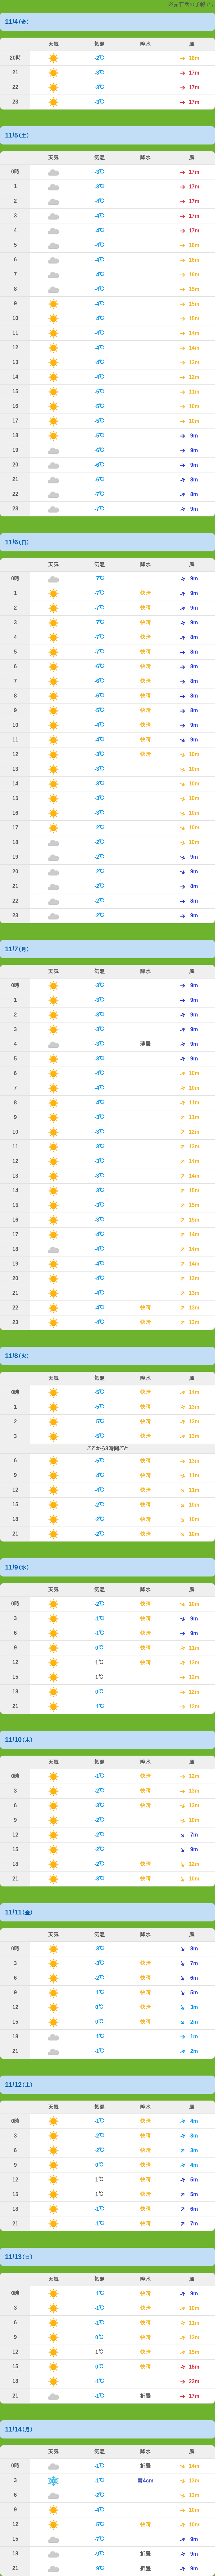 11/4(金)
天気 気温 降水 風
20時 -2℃ 16m
21 -3℃ 17m
22 -3℃ 17m
23 -3℃ 17m
11/5(土)
天気 気温 降水 風
0時 -3℃ 17m
1 -3℃ 17m
2 -4℃ 17m
3 -4℃ 17m
4 -4℃ 17m
5 -4℃ 16m
6 -4℃ 16m
7 -4℃ 16m
8 -4℃ 15m
9 -4℃ 15m
10 -4℃ 15m
11 -4℃ 14m
12 -4℃ 14m
13 -4℃ 13m
14 -4℃ 12m
15 -5℃ 11m
16 -5℃ 10m
17 -5℃ 10m
18 -5℃ 9m
19 -6℃ 9m
20 -6℃ 9m
21 -6℃ 8m
22 -7℃ 8m
23 -7℃ 9m
11/6(日)
天気 気温 降水 風
0時 -7℃ 9m
1 -7℃ 快晴 9m
2 -7℃ 快晴 9m
3 -7℃ 快晴 9m
4 -7℃ 快晴 8m
5 -7℃ 快晴 8m
6 -6℃ 快晴 8m
7 -6℃ 快晴 8m
8 -6℃ 快晴 8m
9 -5℃ 快晴 8m
10 -4℃ 快晴 9m
11 -4℃ 快晴 9m
12 -3℃ 快晴 10m
13 -3℃ 10m
14 -3℃ 10m
15 -3℃ 10m
16 -3℃ 10m
17 -2℃ 10m
18 -2℃ 10m
19 -2℃ 9m
20 -2℃ 9m
21 -2℃ 8m
22 -2℃ 8m
23 -2℃ 9m
11/7(月)
天気 気温 降水 風
0時 -3℃ 9m
1 -3℃ 9m
2 -3℃ 9m
3 -3℃ 9m
4 -3℃ 薄曇 9m
5 -3℃ 9m
6 -4℃ 10m
7 -4℃ 10m
8 -4℃ 11m
9 -3℃ 11m
10 -3℃ 12m
11 -3℃ 13m
12 -3℃ 14m
13 -3℃ 14m
14 -3℃ 15m
15 -3℃ 15m
16 -3℃ 15m
17 -4℃ 14m
18 -4℃ 14m
19 -4℃ 14m
20 -4℃ 13m
21 -4℃ 13m
22 -4℃ 快晴 13m
23 -4℃ 快晴 13m
11/8(火)
天気 気温 降水 風
0時 -5℃ 快晴 14m
1 -5℃ 快晴 13m
2 -5℃ 快晴 13m
3 -5℃ 快晴 13m
ここから3時間ごと
6 -5℃ 快晴 13m
9 -4℃ 快晴 11m
12 -4℃ 快晴 11m
15 -2℃ 快晴 10m
18 -2℃ 快晴 10m
21 -2℃ 快晴 10m
11/9(水)
天気 気温 降水 風
0時 -2℃ 快晴 10m
3 -1℃ 快晴 9m
6 -1℃ 快晴 9m
9 0℃ 快晴 11m
12 1℃ 快晴 13m
15 1℃ 12m
18 0℃ 12m
21 -1℃ 12m
11/10(木)
天気 気温 降水 風
0時 -1℃ 快晴 12m
3 -2℃ 快晴 13m
6 -3℃ 快晴 13m
9 -2℃ 10m
12 -2℃ 7m
15 -2℃ 9m
18 -2℃ 快晴 12m
21 -3℃ 快晴 10m
11/11(金)
天気 気温 降水 風
0時 -3℃ 8m
3 -3℃ 快晴 7m
6 -2℃ 快晴 6m
9 -1℃ 快晴 5m
12 0℃ 快晴 3m
15 0℃ 快晴 2m
18 -1℃ 1m
21 -1℃ 2m
11/12(土)
天気 気温 降水 風
0時 -1℃ 快晴 4m
3 -2℃ 快晴 3m
6 -2℃ 快晴 3m
9 0℃ 快晴 4m
12 1℃ 快晴 5m
15 1℃ 快晴 5m
18 -1℃ 快晴 6m
21 -1℃ 快晴 7m
11/13(日)
天気 気温 降水 風
0時 -1℃ 快晴 9m
3 -1℃ 快晴 10m
6 -1℃ 快晴 11m
9 0℃ 快晴 13m
12 1℃ 快晴 15m
15 0℃ 快晴 18m
18 -1℃ 22m
21 -1℃ 折曇 17m
11/14(月)
天気 気温 降水 風
0時 -1℃ 折曇 14m
3 -1℃ 雪4cm 13m
6 -2℃ 12m
9 -4℃ 10m
12 -5℃ 快晴 10m
15 -7℃ 9m
18 -9℃ 折曇 9m
21 -9℃ 折曇 9m